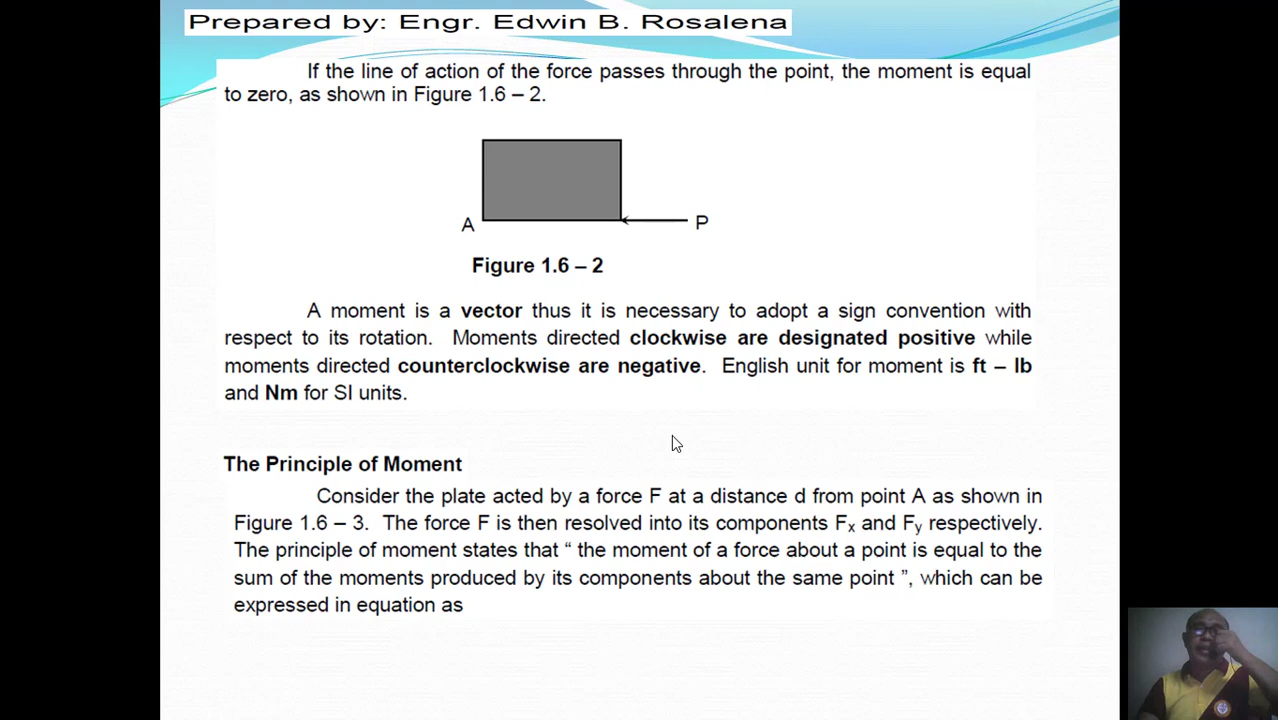 Prepared by: Engr. Edwin B. Rosalena
If the line of action of the force passes through the point, the moment is equal
to zero, as shown in Figure 1.6 – 2.
A
P
Figure 1.6 – 2
A moment is a vector thus it is necessary to adopt a sign convention with
respect to its rotation. Moments directed clockwise are designated positive while
moments directed counterclockwise are negative. English unit for moment is ft – lb
and Nm for SI units.
The Principle of Moment
Consider the plate acted by a force F at a distance d from point A as shown in
Figure 1.6 – 3. The force F is then resolved into its components Fx and Fy respectively.
The principle of moment states that “ the moment of a force about a point is equal to the
sum of the moments produced by its components about the same point ”, which can be
expressed in equation as